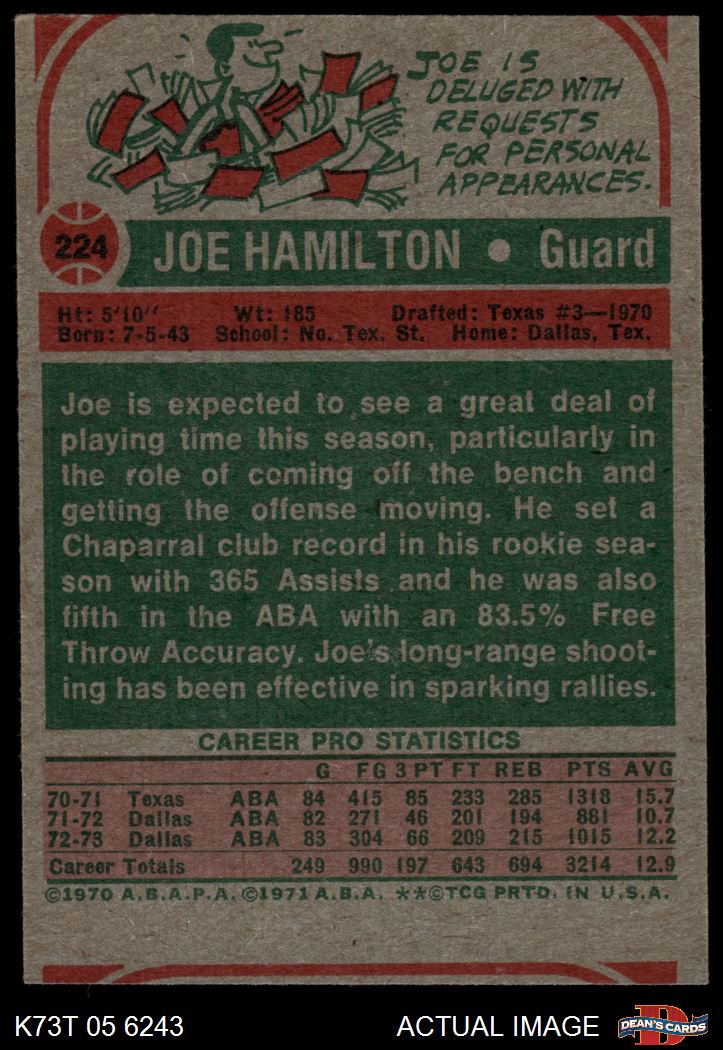 JOE IS
DELUGED WITH
REQUESTS
FOR PERSONAL
APPEARANCES.
224 JOE HAMILTON • Guard
Ht: 5'10'' Wt: 185 Drafted: Texas #3—1970
Born: 7-5-43 School: No. Tex. St. Home: Dallas, Tex.
Joe is expected to see a great deal of
playing time this season, particularly in
the role of coming off the bench and
getting the offense moving. He set a
Chaparral club record in his rookie sea-
son with 365 Assists and he was also
fifth in the ABA with an 83.5% Free
Throw Accuracy. Joe's long-range shoot-
ing has been effective in sparking rallies.
CAREER PRO STATISTICS
G FG 3 PT FT REB PTS AVG
70-71 Texas ABA 84 415 85 233 285 1318 15.7
71-72 Dallas ABA 82 271 46 201 194 881 10.7
72-73 Dallas ABA 83 304 66 209 215 1015 12.2
Career Totals 249 990 197 643 694 3214 12.9
©1970 A.B.A.P.A. ©1971 A.B.A. **©TCG PRTD. IN U.S.A.
K73T 05 6243 ACTUAL IMAGE D DEAN'S CARDS